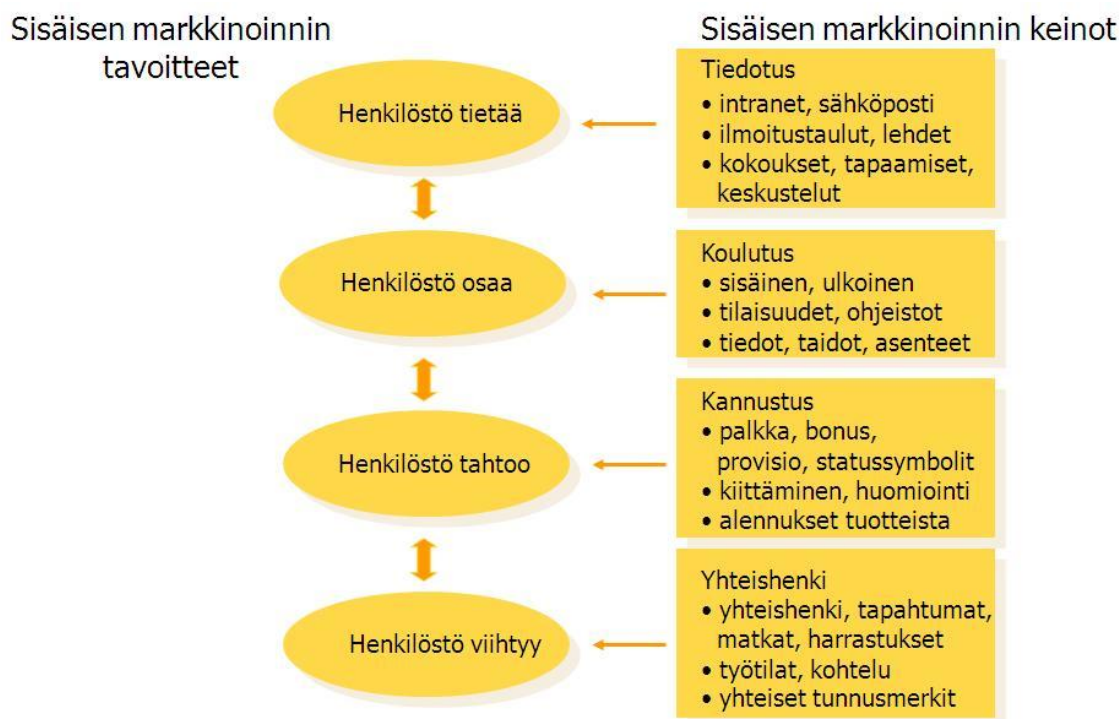 Sisäisen markkinoinnin
tavoitteet
Sisäisen markkinoinnin keinot
Henkilöstö tietää
Tiedotus
• intranet, sähköposti
• ilmoitustaulut, lehdet
• kokoukset, tapaamiset,
keskustelut
Henkilöstö osaa
Koulutus
• sisäinen, ulkoinen
• tilaisuudet, ohjeistot
• tiedot, taidot, asenteet
Henkilöstö tahtoo
Kannustus
• palkka, bonus,
provisio, statussymbolit
• kiittäminen, huomiointi
• alennukset tuotteista
Henkilöstö viihtyy
Yhteishenki
• yhteishenki, tapahtumat,
matkat, harrastukset
• työtilat, kohtelu
• yhteiset tunnusmerkit